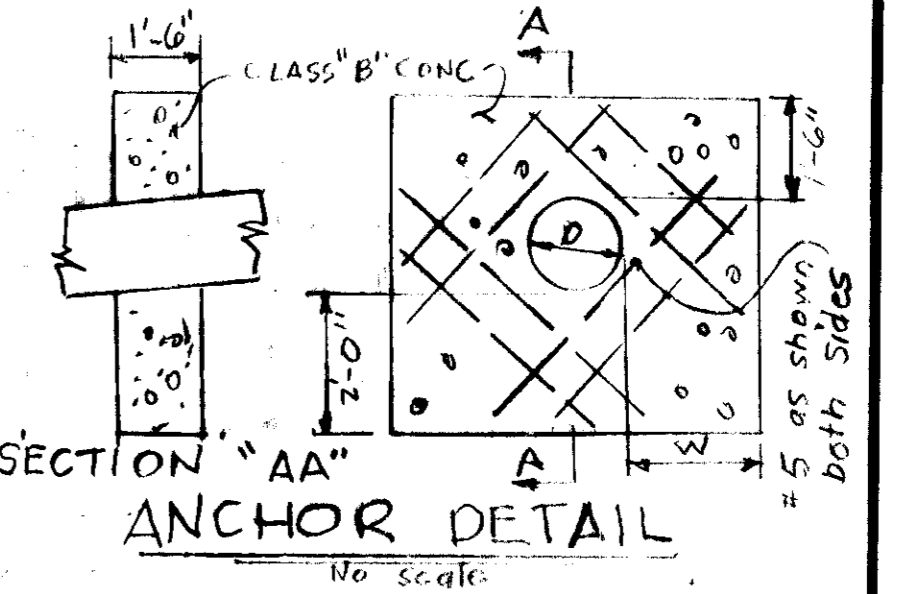 1'-6"
CLASS "B" CONC
A
1'-6"
D
2'-0"
# 5 as shown
both sides
W
A
SECTION "AA"
ANCHOR DETAIL
No scale